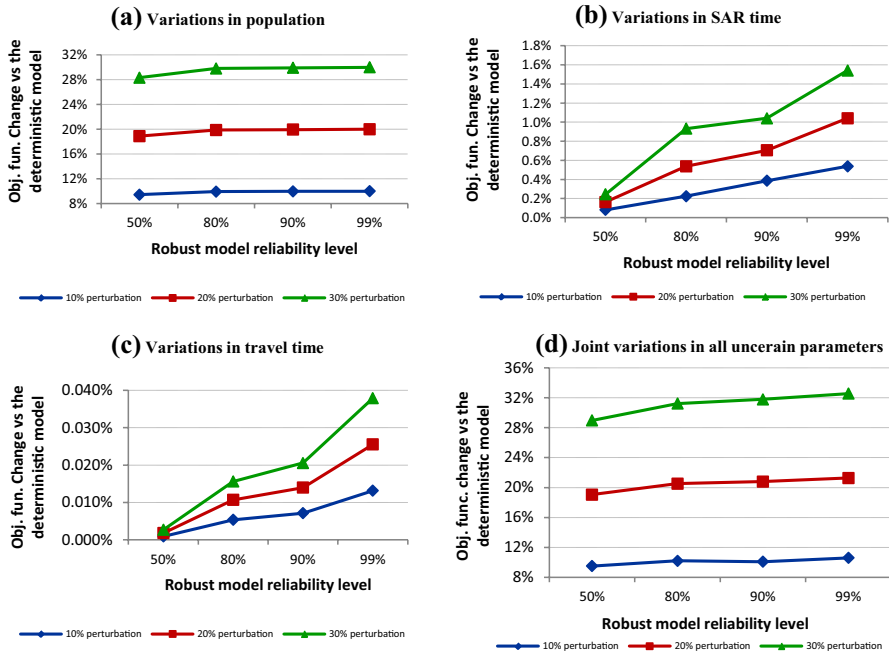 (a) Variations in population
Obj. fun. Change vs the
deterministic model
32%
28%
24%
20%
16%
12%
8%
50% 80% 90% 99%
Robust model reliability level
10% perturbation 20% perturbation 30% perturbation
(b) Variations in SAR time
Obj. fun. Change vs the
deterministic model
1.8%
1.6%
1.4%
1.2%
1.0%
0.8%
0.6%
0.4%
0.2%
0.0%
50% 80% 90% 99%
Robust model reliability level
10% perturbation 20% perturbation 30% perturbation
(c) Variations in travel time
Obj. fun. Change vs the
deterministic model
0.040%
0.030%
0.020%
0.010%
0.000%
50% 80% 90% 99%
Robust model reliability level
10% perturbation 20% perturbation 30% perturbation
(d) Joint variations in all uncerain parameters
Obj. func. change vs the
deterministic model
36%
32%
28%
24%
20%
16%
12%
8%
50% 80% 90% 99%
Robust model reliability level
10% perturbation 20% perturbation 30% perturbation